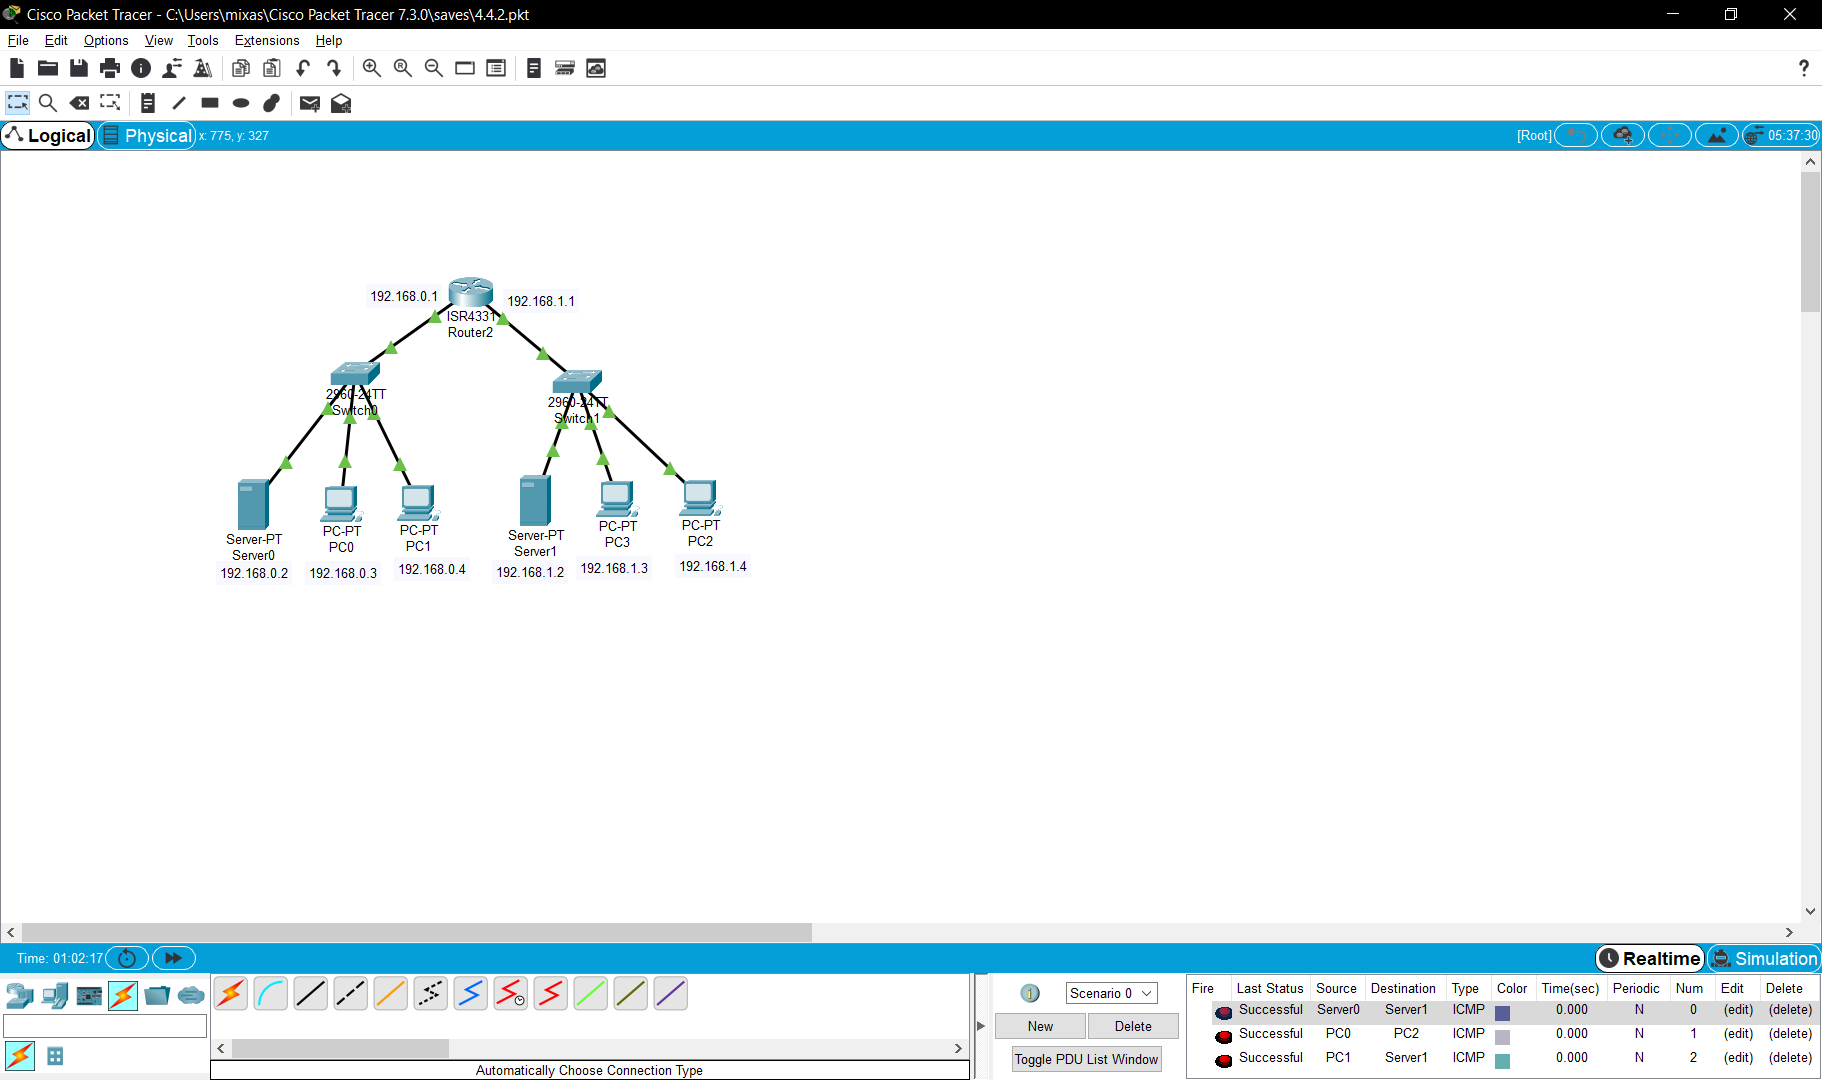 Cisco Packet Tracer - C:\Users\mixas\Cisco Packet Tracer 7.3.0\saves\4.4.2.pkt
File Edit Options View Tools Extensions Help
?
Logical Physical x: 775, y: 327 [Root] 05:37:30
192.168.0.1
192.168.1.1
ISR4331
Router2
2960-24TT
Switch0
2960-24TT
Switch1
Server-PT
Server0
192.168.0.2
PC-PT
PC0
192.168.0.3
PC-PT
PC1
192.168.0.4
Server-PT
Server1
192.168.1.2
PC-PT
PC3
192.168.1.3
PC-PT
PC2
192.168.1.4
Time: 01:02:17 Realtime Simulation
Automatically Choose Connection Type
Scenario 0
New Delete
Toggle PDU List Window
Fire Last Status Source Destination Type Color Time(sec) Periodic Num Edit Delete
Successful Server0 Server1 ICMP 0.000 N 0 (edit) (delete)
Successful PC0 PC2 ICMP 0.000 N 1 (edit) (delete)
Successful PC1 Server1 ICMP 0.000 N 2 (edit) (delete)